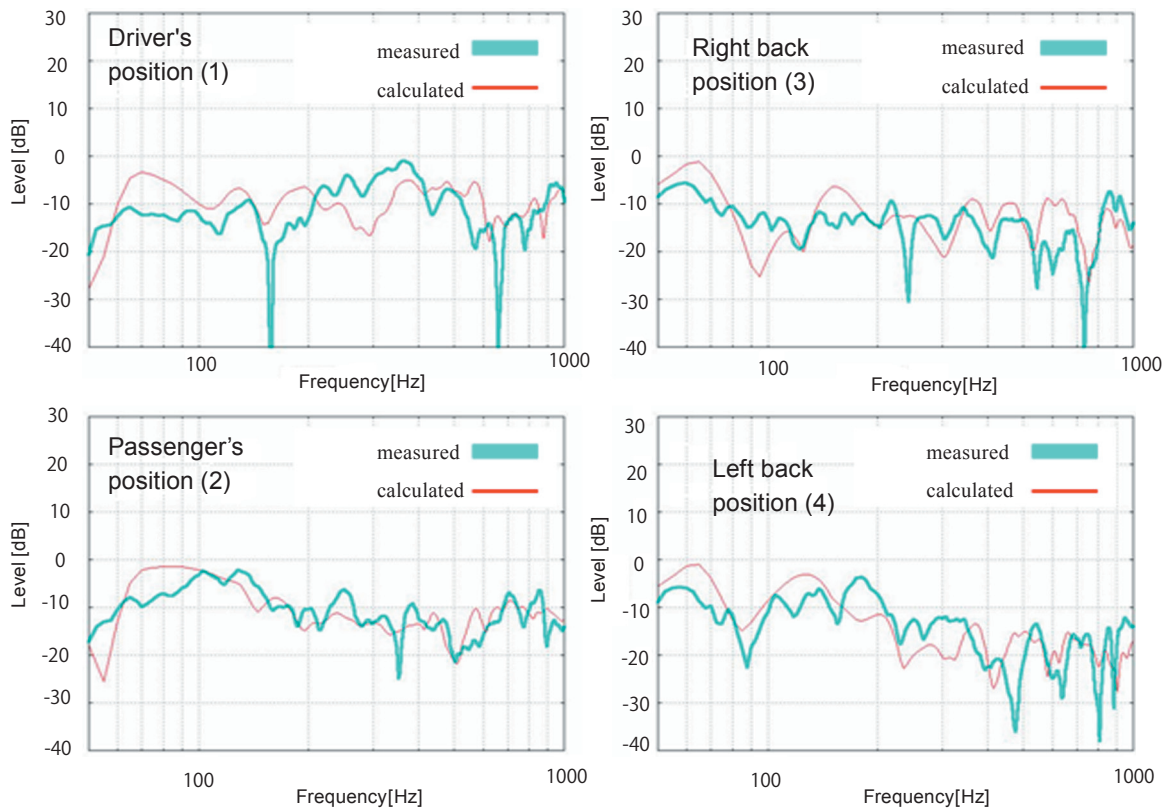 30
20
10
0
-10
-20
-30
-40
Level [dB]
Driver's
position (1)
measured
calculated
100
1000
Frequency[Hz]
30
20
10
0
-10
-20
-30
-40
Level [dB]
Right back
position (3)
measured
calculated
100
1000
Frequency[Hz]
30
20
10
0
-10
-20
-30
-40
Level [dB]
Passenger’s
position (2)
measured
calculated
100
1000
Frequency[Hz]
30
20
10
0
-10
-20
-30
-40
Level [dB]
Left back
position (4)
measured
calculated
100
1000
Frequency[Hz]